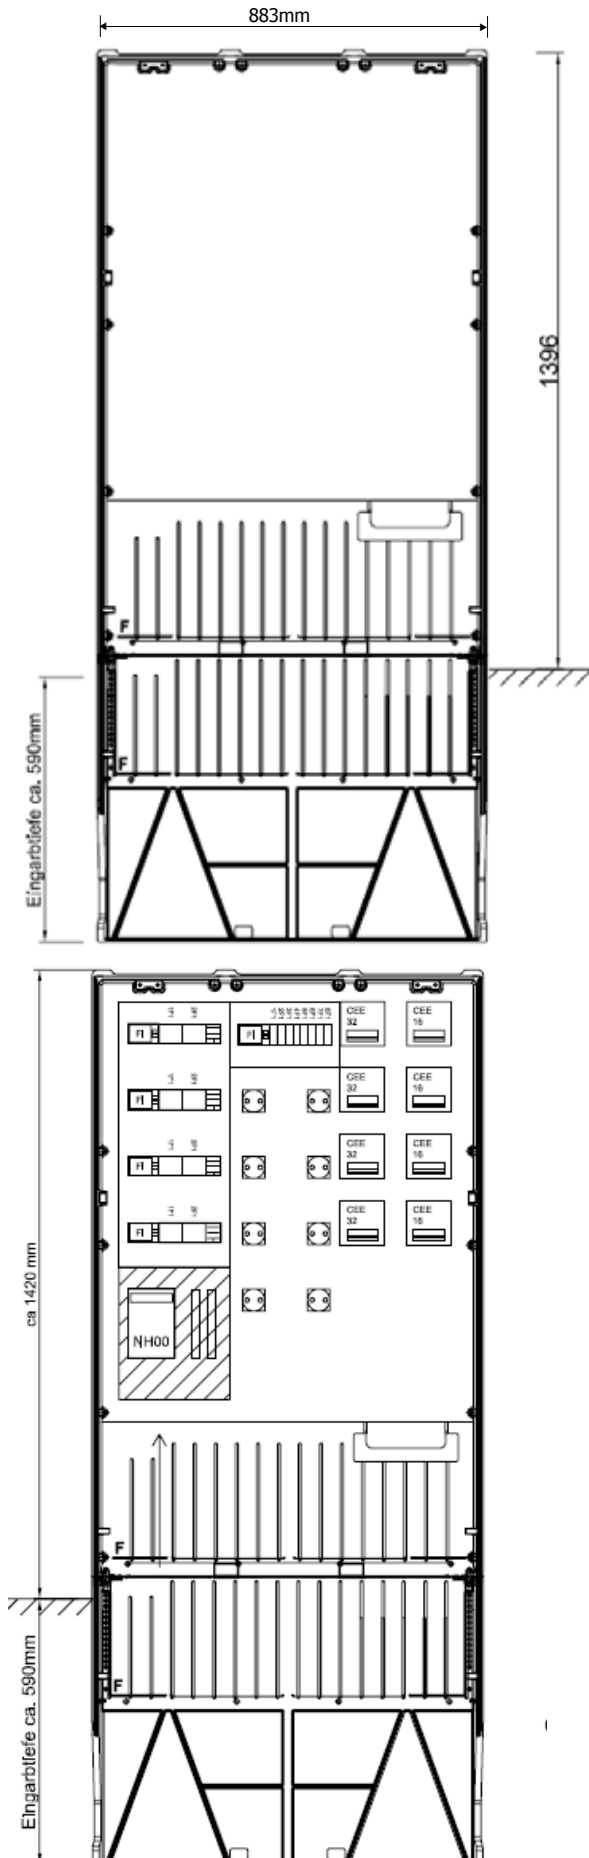 883mm
1396
F
F
Eingarbtiefe ca. 590mm
CEE
32
CEE
16
FI
FI
CEE
32
CEE
16
FI
CEE
32
CEE
16
FI
CEE
32
CEE
16
FI
NH00
ca 1420 mm
F
F
Eingarbtiefe ca. 590mm